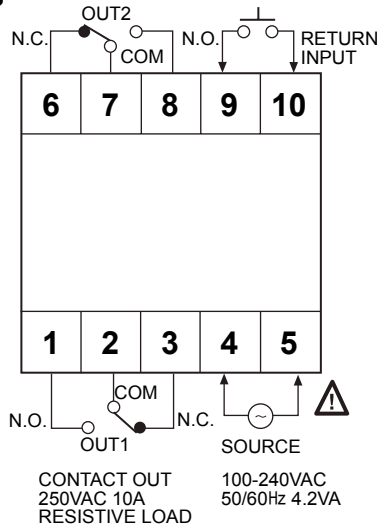 OUT2
N.C. COM N.O. RETURN
INPUT
6 7 8 9 10
1 2 3 4 5
N.O. COM N.C.
OUT1 SOURCE
CONTACT OUT 100-240VAC
250VAC 10A 50/60Hz 4.2VA
RESISTIVE LOAD